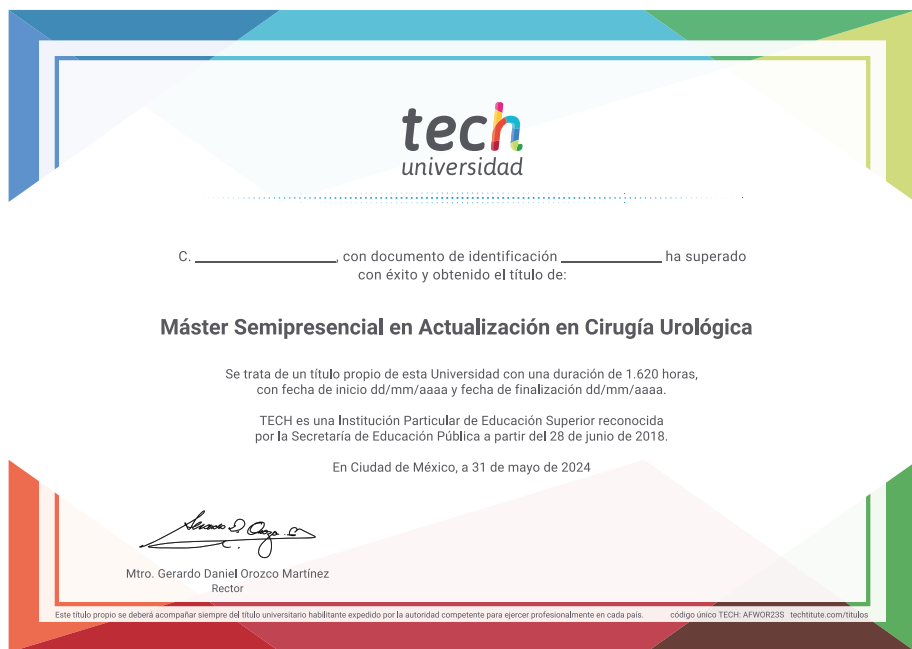 tech
universidad
C. ____________________, con documento de identificación ______________ ha superado
con éxito y obtenido el título de:
Máster Semipresencial en Actualización en Cirugía Urológica
Se trata de un título propio de esta Universidad con una duración de 1.620 horas,
con fecha de inicio dd/mm/aaaa y fecha de finalización dd/mm/aaaa.
TECH es una Institución Particular de Educación Superior reconocida
por la Secretaría de Educación Pública a partir del 28 de junio de 2018.
En Ciudad de México, a 31 de mayo de 2024
Mtro. Gerardo Daniel Orozco Martínez
Rector
Este título propio se deberá acompañar siempre del título universitario habilitante expedido por la autoridad competente para ejercer profesionalmente en cada país. código único TECH: AFWOR23S techtitute.com/titulos